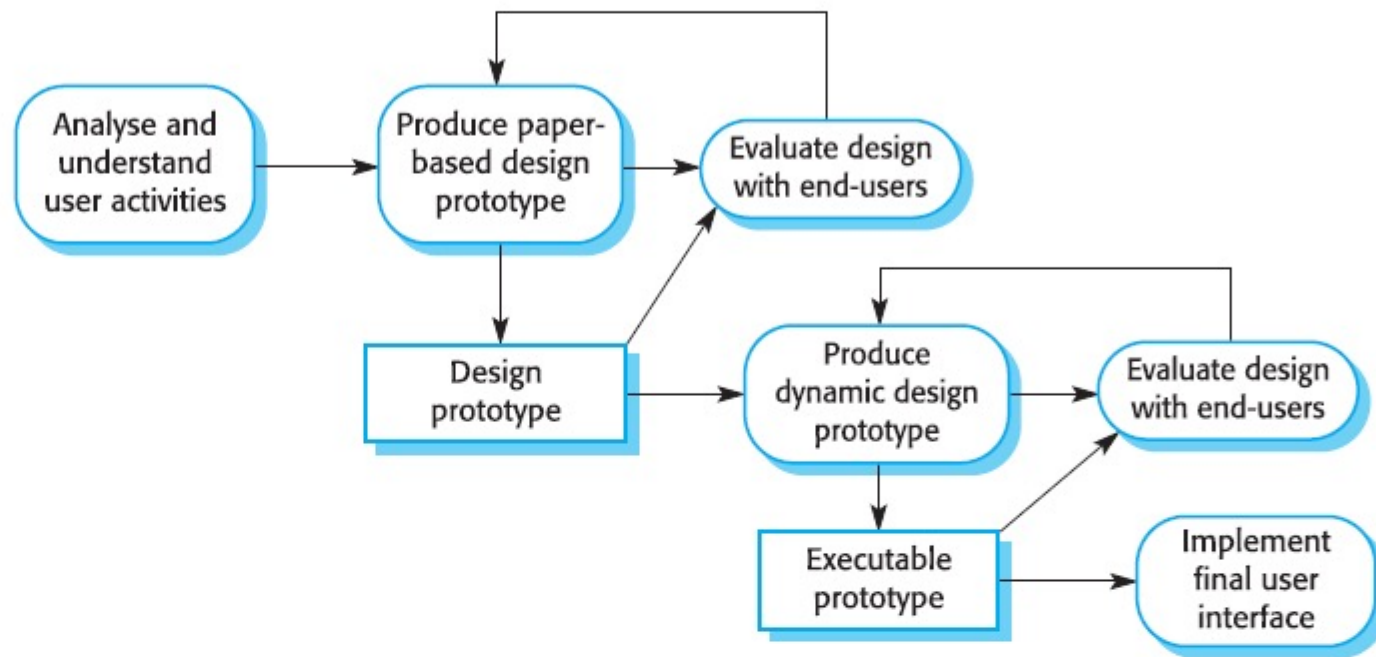 Analyse and
understand
user activities
Produce paper-
based design
prototype
Evaluate design
with end-users
Design
prototype
Produce
dynamic design
prototype
Evaluate design
with end-users
Executable
prototype
Implement
final user
interface